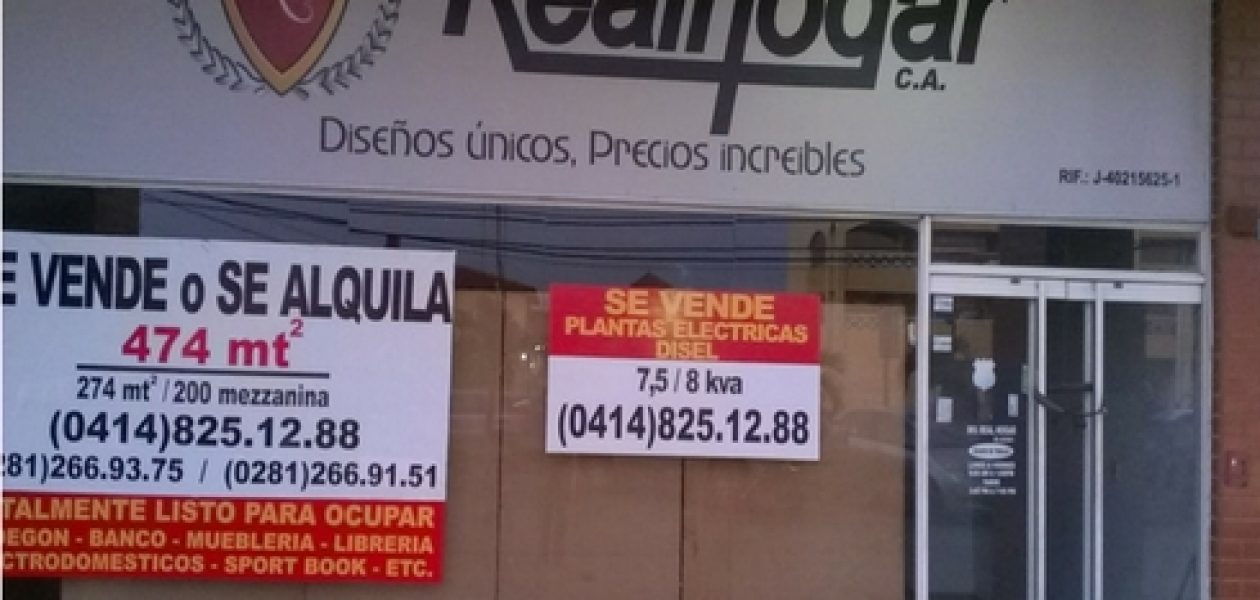 RealHogar
C.A.
Diseños únicos, Precios increibles
RIF.: J-40215625-1
E VENDE o SE ALQUILA
474 mt²
274 mt² / 200 mezzanina
(0414)825.12.88
281)266.93.75 / (0281)266.91.51
TALMENTE LISTO PARA OCUPAR
DEGON - BANCO - MUEBLERIA - LIBRERIA
ECTRODOMESTICOS - SPORT BOOK - ETC.
SE VENDE
PLANTAS ELECTRICAS
DISEL
7,5 / 8 kva
(0414)825.12.88